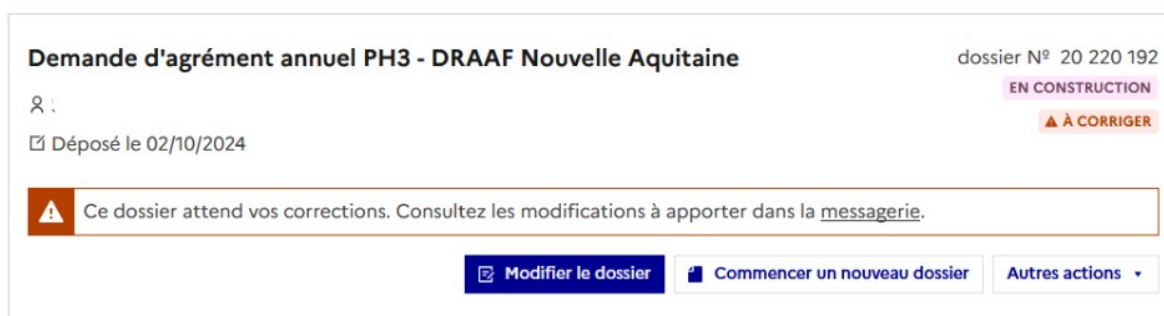 Demande d'agrément annuel PH3 - DRAAF Nouvelle Aquitaine
dossier Nº 20 220 192
EN CONSTRUCTION
À CORRIGER
Déposé le 02/10/2024
Ce dossier attend vos corrections. Consultez les modifications à apporter dans la messagerie.
Modifier le dossier
Commencer un nouveau dossier
Autres actions